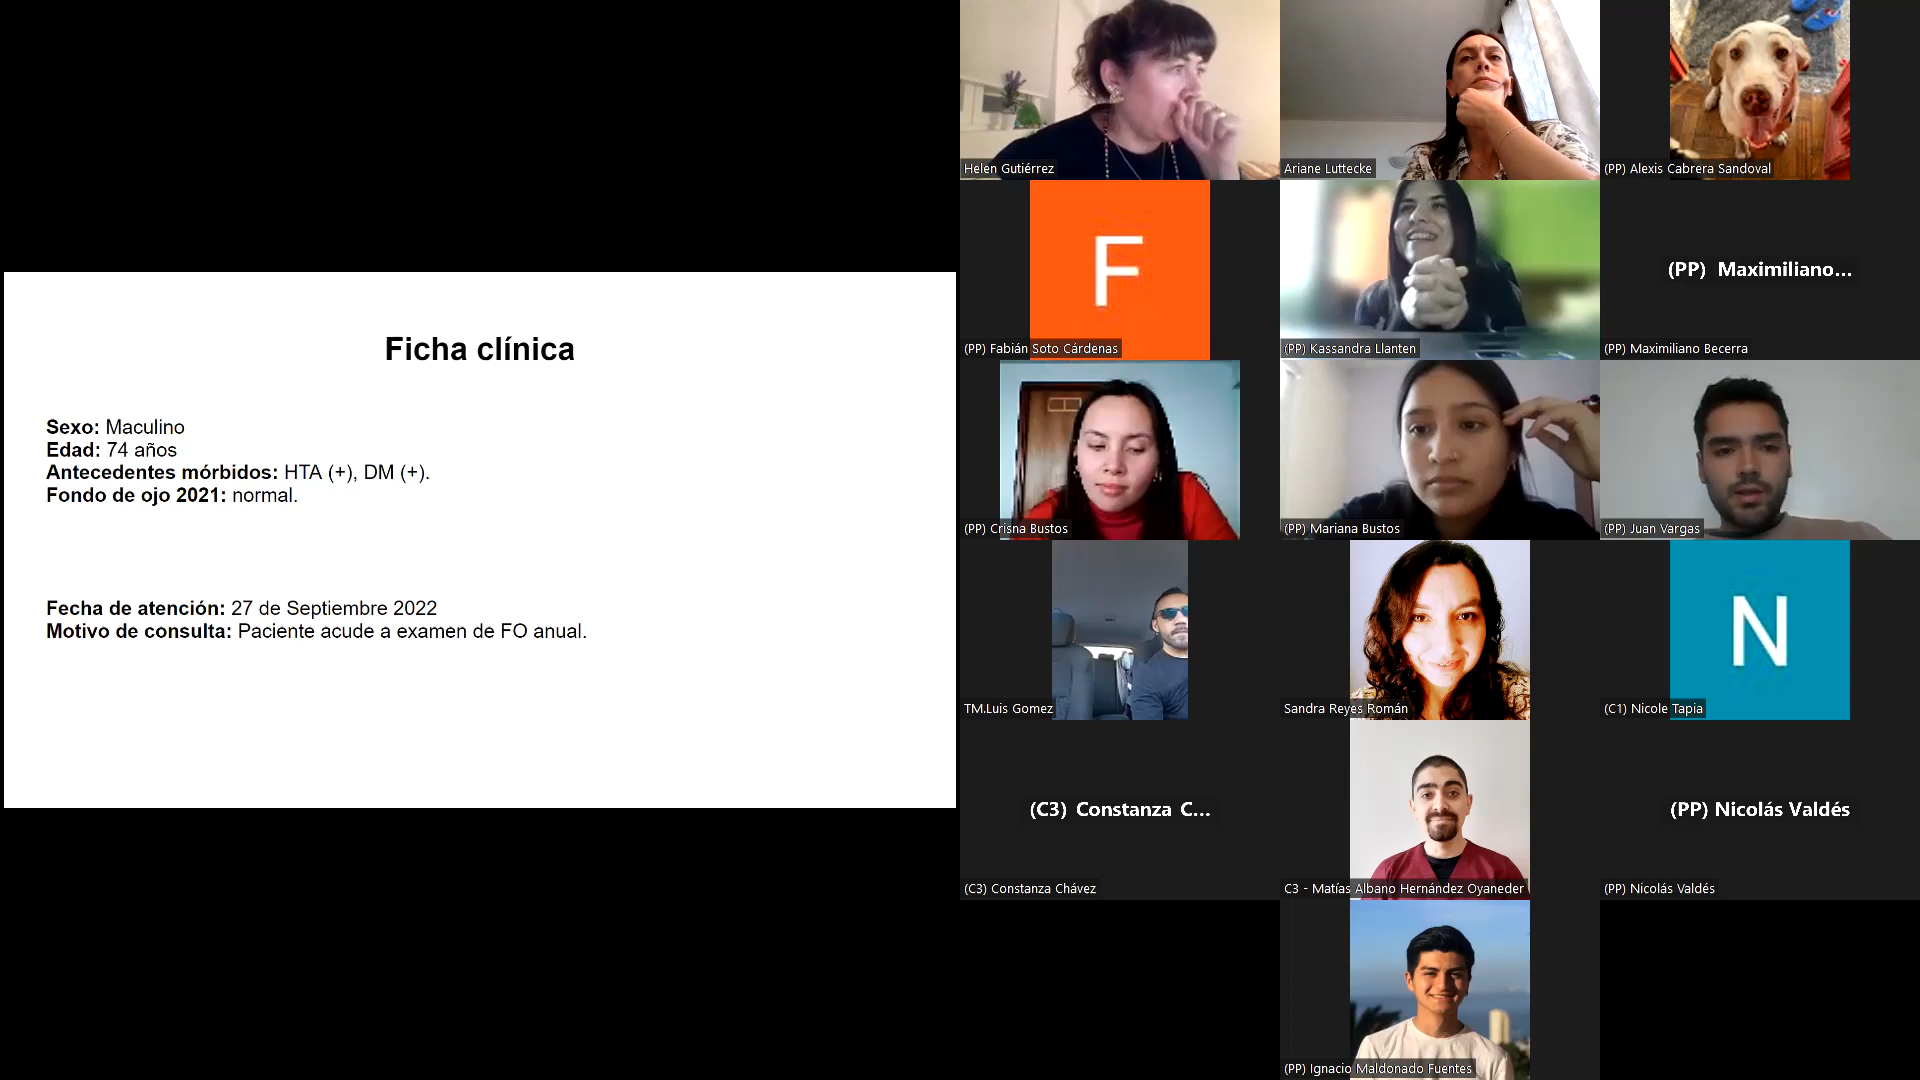 Ficha clínica
Sexo: Maculino
Edad: 74 años
Antecedentes mórbidos: HTA (+), DM (+).
Fondo de ojo 2021: normal.
Fecha de atención: 27 de Septiembre 2022
Motivo de consulta: Paciente acude a examen de FO anual.
Helen Gutiérrez
Ariane Luttecke
(PP) Alexis Cabrera Sandoval
F
(PP) Maximiliano...
(PP) Fabián Soto Cárdenas
(PP) Kassandra Llanten
(PP) Maximiliano Becerra
(PP) Crisna Bustos
(PP) Mariana Bustos
(PP) Juan Vargas
N
TM.Luis Gomez
Sandra Reyes Román
(C1) Nicole Tapia
(C3) Constanza C...
(PP) Nicolás Valdés
(C3) Constanza Chávez
C3 - Matías Albano Hernández Oyaneder
(PP) Nicolás Valdés
(PP) Ignacio Maldonado Fuentes